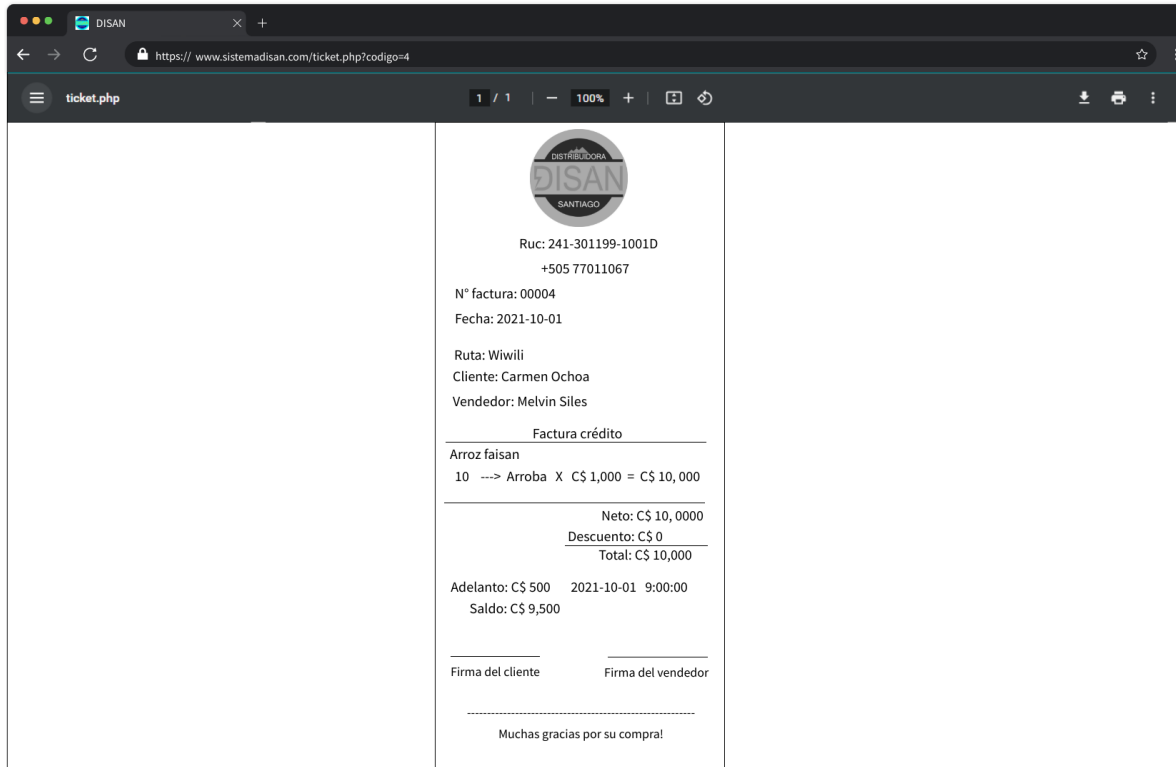 DISAN
https:// www.sistemadisan.com/ticket.php?codigo=4
ticket.php
1 / 1
100%
DISTRIBUIDORA
DISAN
SANTIAGO
Ruc: 241-301199-1001D
+505 77011067
N° factura: 00004
Fecha: 2021-10-01
Ruta: Wiwili
Cliente: Carmen Ochoa
Vendedor: Melvin Siles
Factura crédito
Arroz faisan
10 ---> Arroba X C$ 1,000 = C$ 10, 000
Neto: C$ 10, 0000
Descuento: C$ 0
Total: C$ 10,000
Adelanto: C$ 500 2021-10-01 9:00:00
Saldo: C$ 9,500
Firma del cliente Firma del vendedor
Muchas gracias por su compra!